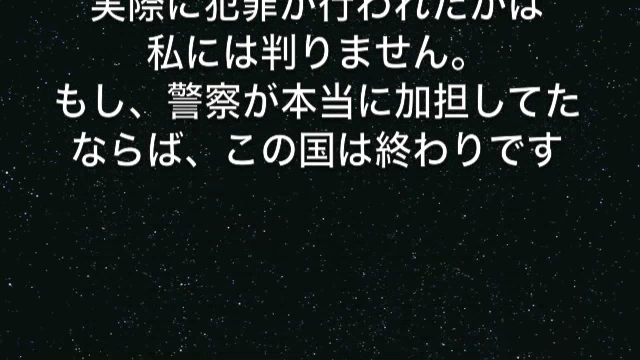 実際に犯罪が行われたかは
私には判りません。
もし、警察が本当に加担してた
ならば、この国は終わりです